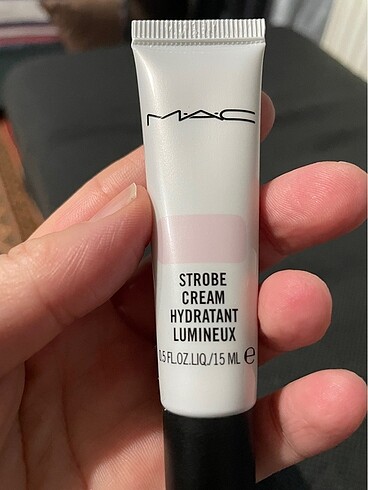 M·A·C
STROBE
CREAM
HYDRATANT
LUMINEUX
0.5 FL.OZ.LIQ./15 ML ℮